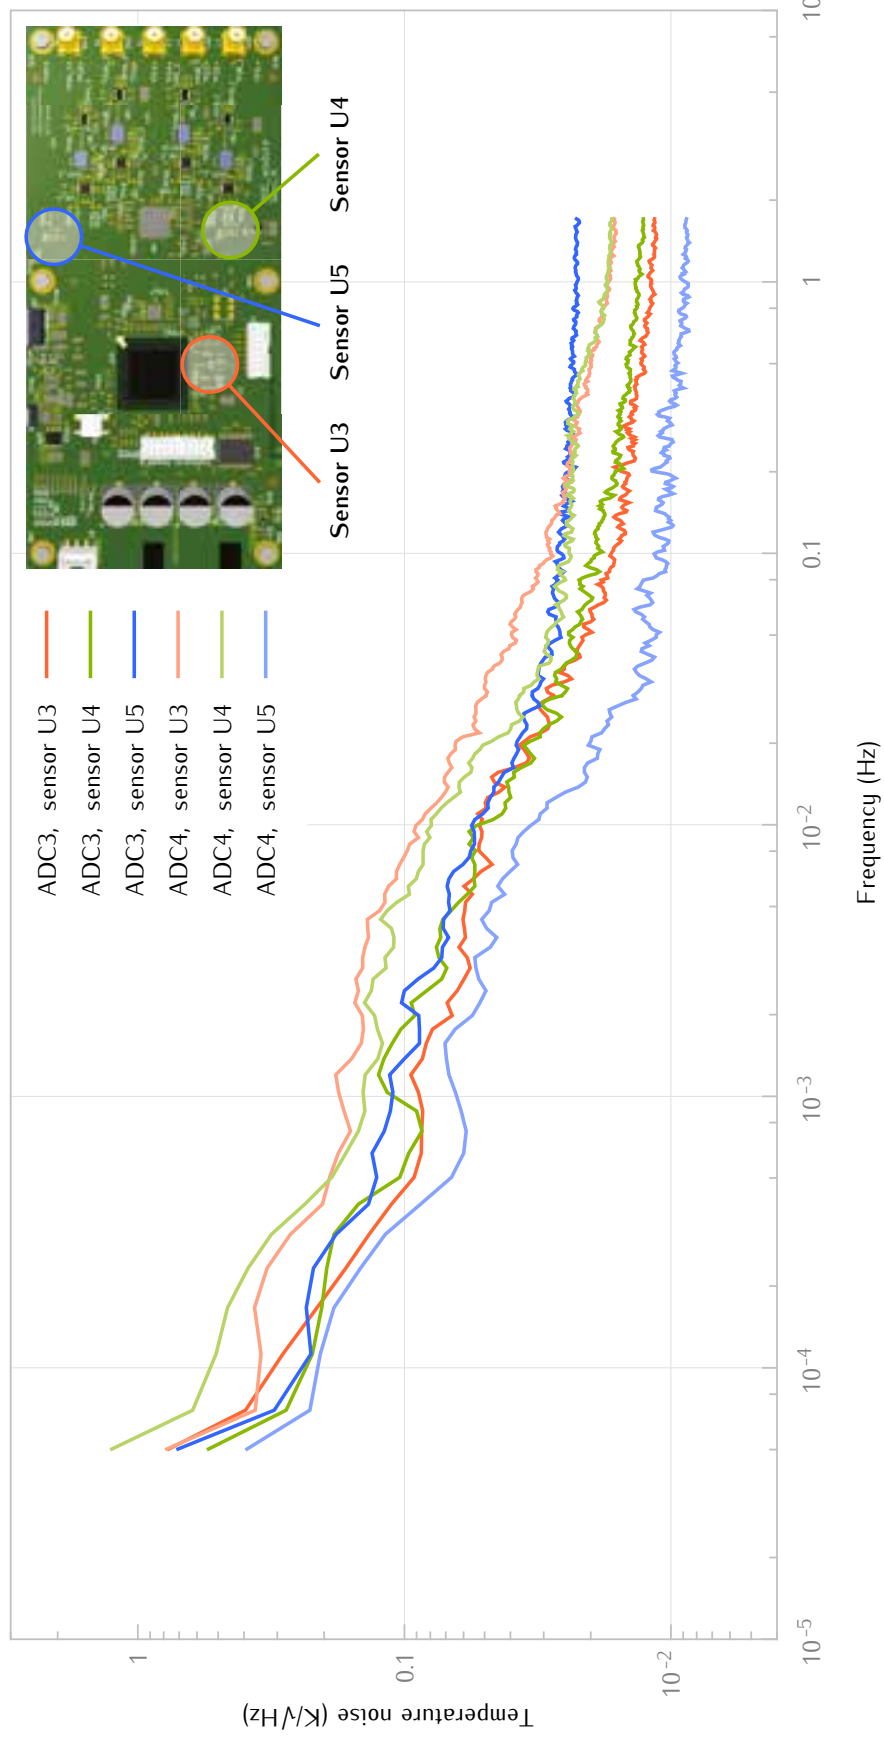 Sensor U3
Sensor U5
Sensor U4
ADC3, sensor U3
ADC3, sensor U4
ADC3, sensor U5
ADC4, sensor U3
ADC4, sensor U4
ADC4, sensor U5
Temperature noise (K/√Hz)
1
0.1
10⁻²
10⁻⁵
10⁻⁴
10⁻³
10⁻²
0.1
1
10
Frequency (Hz)